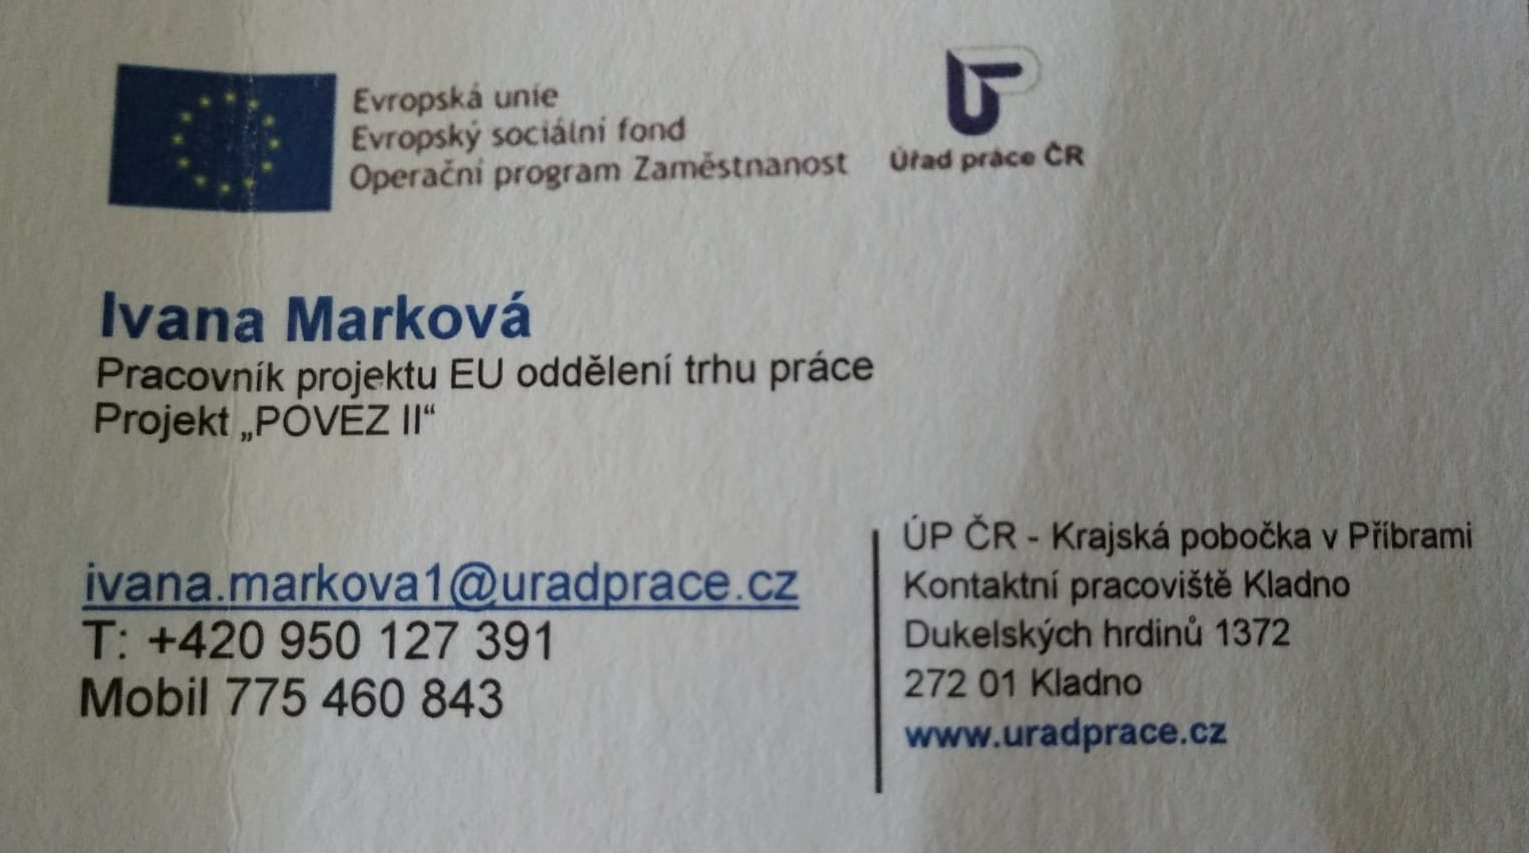 Evropská unie
Evropský sociální fond
Operační program Zaměstnanost
Úřad práce ČR
Ivana Marková
Pracovník projektu EU oddělení trhu práce
Projekt „POVEZ II“
ivana.markova1@uradprace.cz
T: +420 950 127 391
Mobil 775 460 843
ÚP ČR - Krajská pobočka v Příbrami
Kontaktní pracoviště Kladno
Dukelských hrdinů 1372
272 01 Kladno
www.uradprace.cz